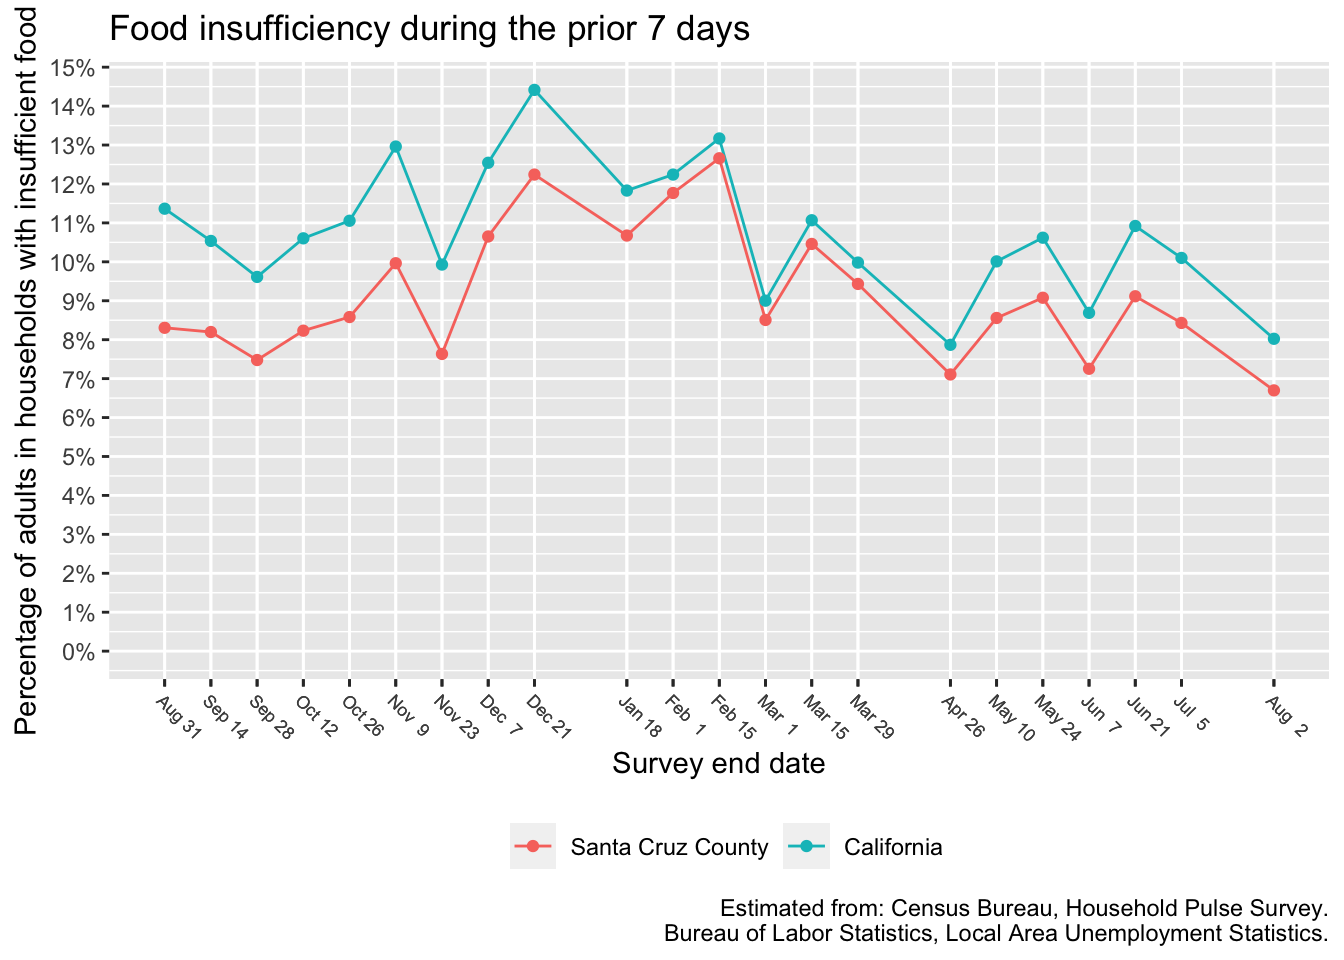 Food insufficiency during the prior 7 days
Percentage of adults in households with insufficient food
15%
14%
13%
12%
11%
10%
9%
8%
7%
6%
5%
4%
3%
2%
1%
0%
Aug 31
Sep 14
Sep 28
Oct 12
Oct 26
Nov 9
Nov 23
Dec 7
Dec 21
Jan 18
Feb 1
Feb 15
Mar 1
Mar 15
Mar 29
Apr 26
May 10
May 24
Jun 7
Jun 21
Jul 5
Aug 2
Survey end date
Santa Cruz County
California
Estimated from: Census Bureau, Household Pulse Survey.
Bureau of Labor Statistics, Local Area Unemployment Statistics.